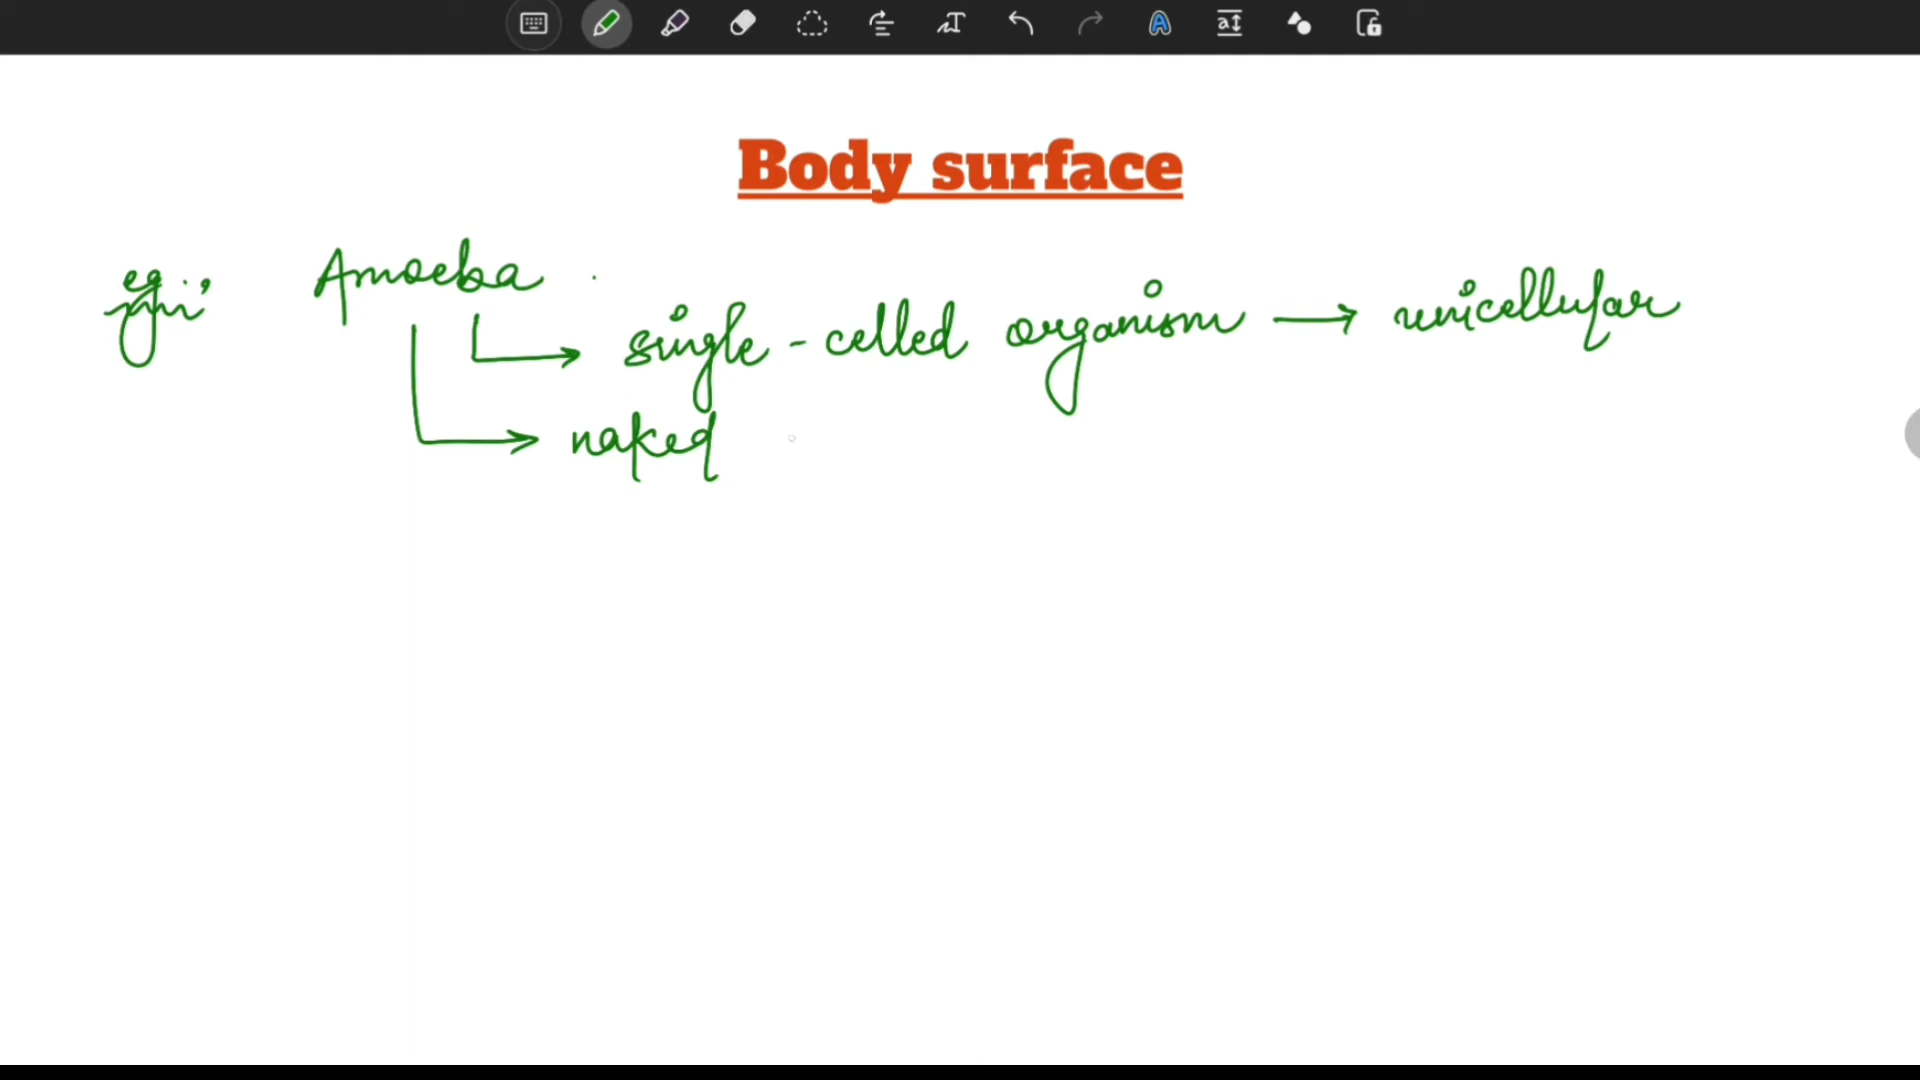 Body surface
eg:, Amoeba
single-celled organism → unicellular
naked